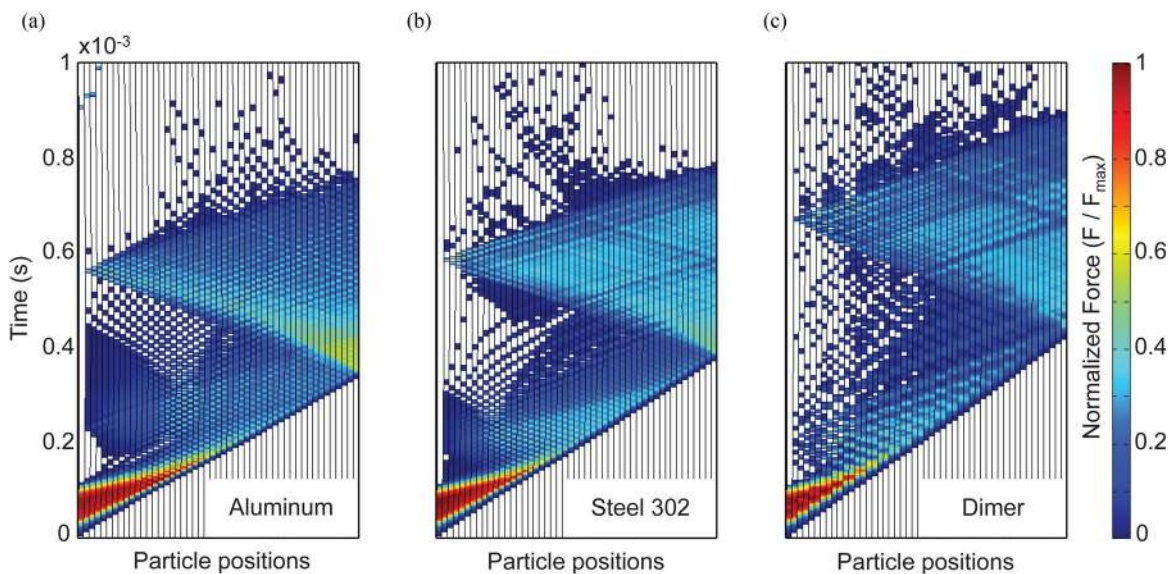 (a)
(b)
(c)
x10-3
1
0.8
0.6
0.4
0.2
0
Time (s)
Aluminum
Steel 302
Dimer
Particle positions
Particle positions
Particle positions
1
0.8
0.6
0.4
0.2
0
Normalized Force (F / Fmax)